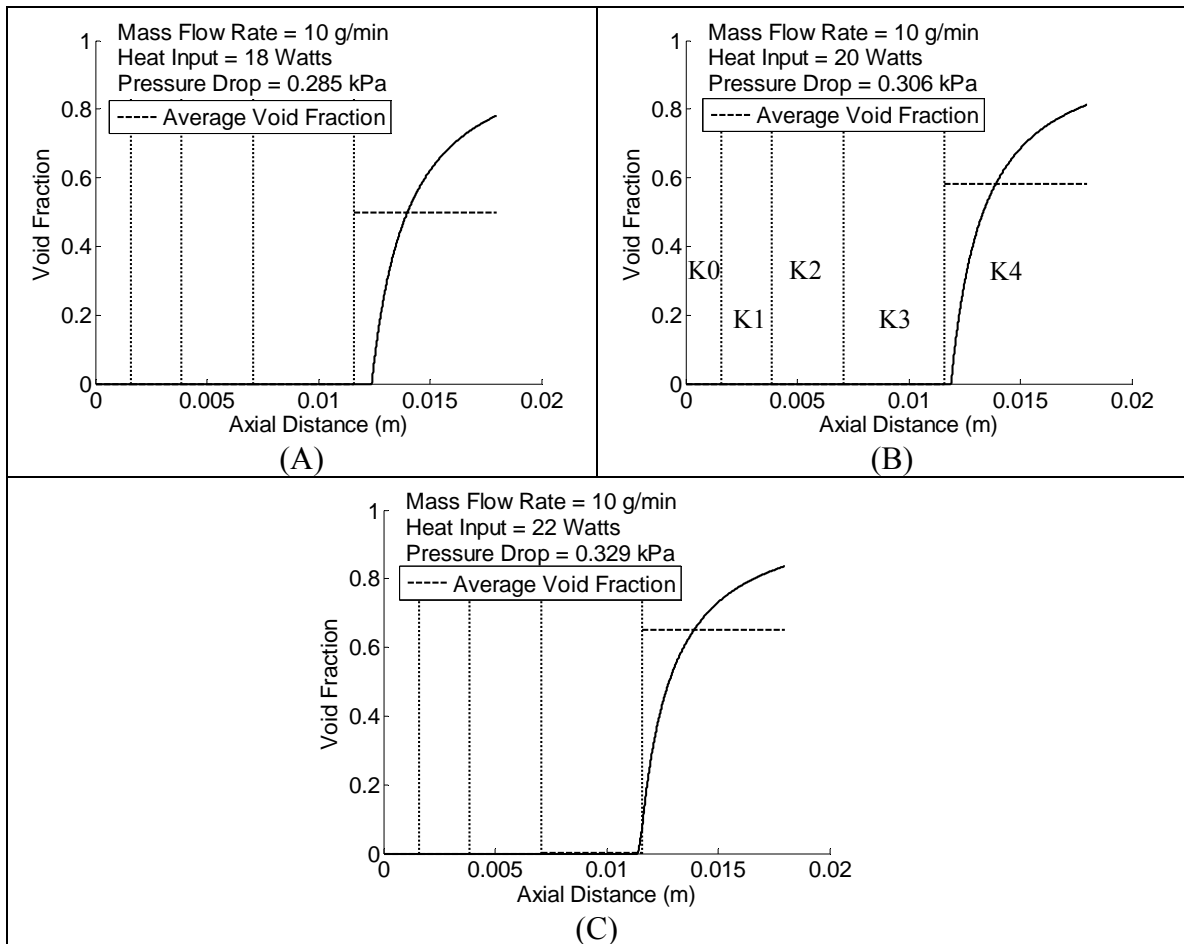 Mass Flow Rate = 10 g/min
Heat Input = 18 Watts
Pressure Drop = 0.285 kPa
Average Void Fraction
1
0.8
0.6
0.4
0.2
0
Void Fraction
0
0.005
0.01
0.015
0.02
Axial Distance (m)
(A)
Mass Flow Rate = 10 g/min
Heat Input = 20 Watts
Pressure Drop = 0.306 kPa
Average Void Fraction
1
0.8
0.6
0.4
0.2
0
Void Fraction
K0
K1
K2
K3
K4
0
0.005
0.01
0.015
0.02
Axial Distance (m)
(B)
Mass Flow Rate = 10 g/min
Heat Input = 22 Watts
Pressure Drop = 0.329 kPa
Average Void Fraction
1
0.8
0.6
0.4
0.2
0
Void Fraction
0
0.005
0.01
0.015
0.02
Axial Distance (m)
(C)